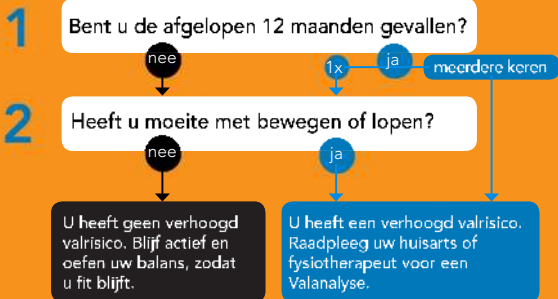 1
Bent u de afgelopen 12 maanden gevallen?
nee
1x
ja
meerdere keren
2
Heeft u moeite met bewegen of lopen?
nee
ja
U heeft geen verhoogd
valrisico. Blijf actief en
oefen uw balans, zodat
u fit blijft.
U heeft een verhoogd valrisico.
Raadpleeg uw huisarts of
fysiotherapeut voor een
Valanalyse.